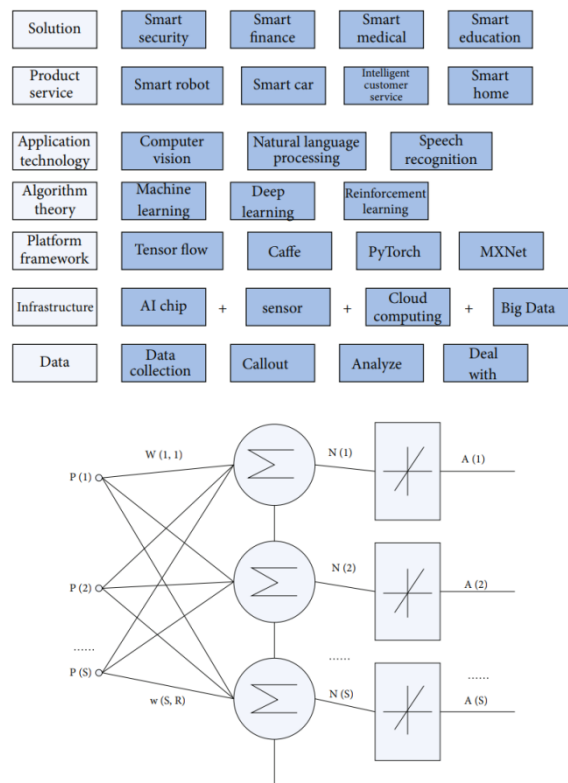 Solution
Smart
security
Smart
finance
Smart
medical
Smart
education
Product
service
Smart robot
Smart car
Intelligent
customer
service
Smart
home
Application
technology
Computer
vision
Natural language
processing
Speech
recognition
Algorithm
theory
Machine
learning
Deep
learning
Reinforcement
learning
Platform
framework
Tensor flow
Caffe
PyTorch
MXNet
Infrastructure
AI chip
+
sensor
+
Cloud
computing
+
Big Data
Data
Data
collection
Callout
Analyze
Deal
with
W (1, 1)
N (1)
A (1)
P (1)
N (2)
A (2)
P (2)
......
......
......
P (S)
w (S, R)
N (S)
A (S)